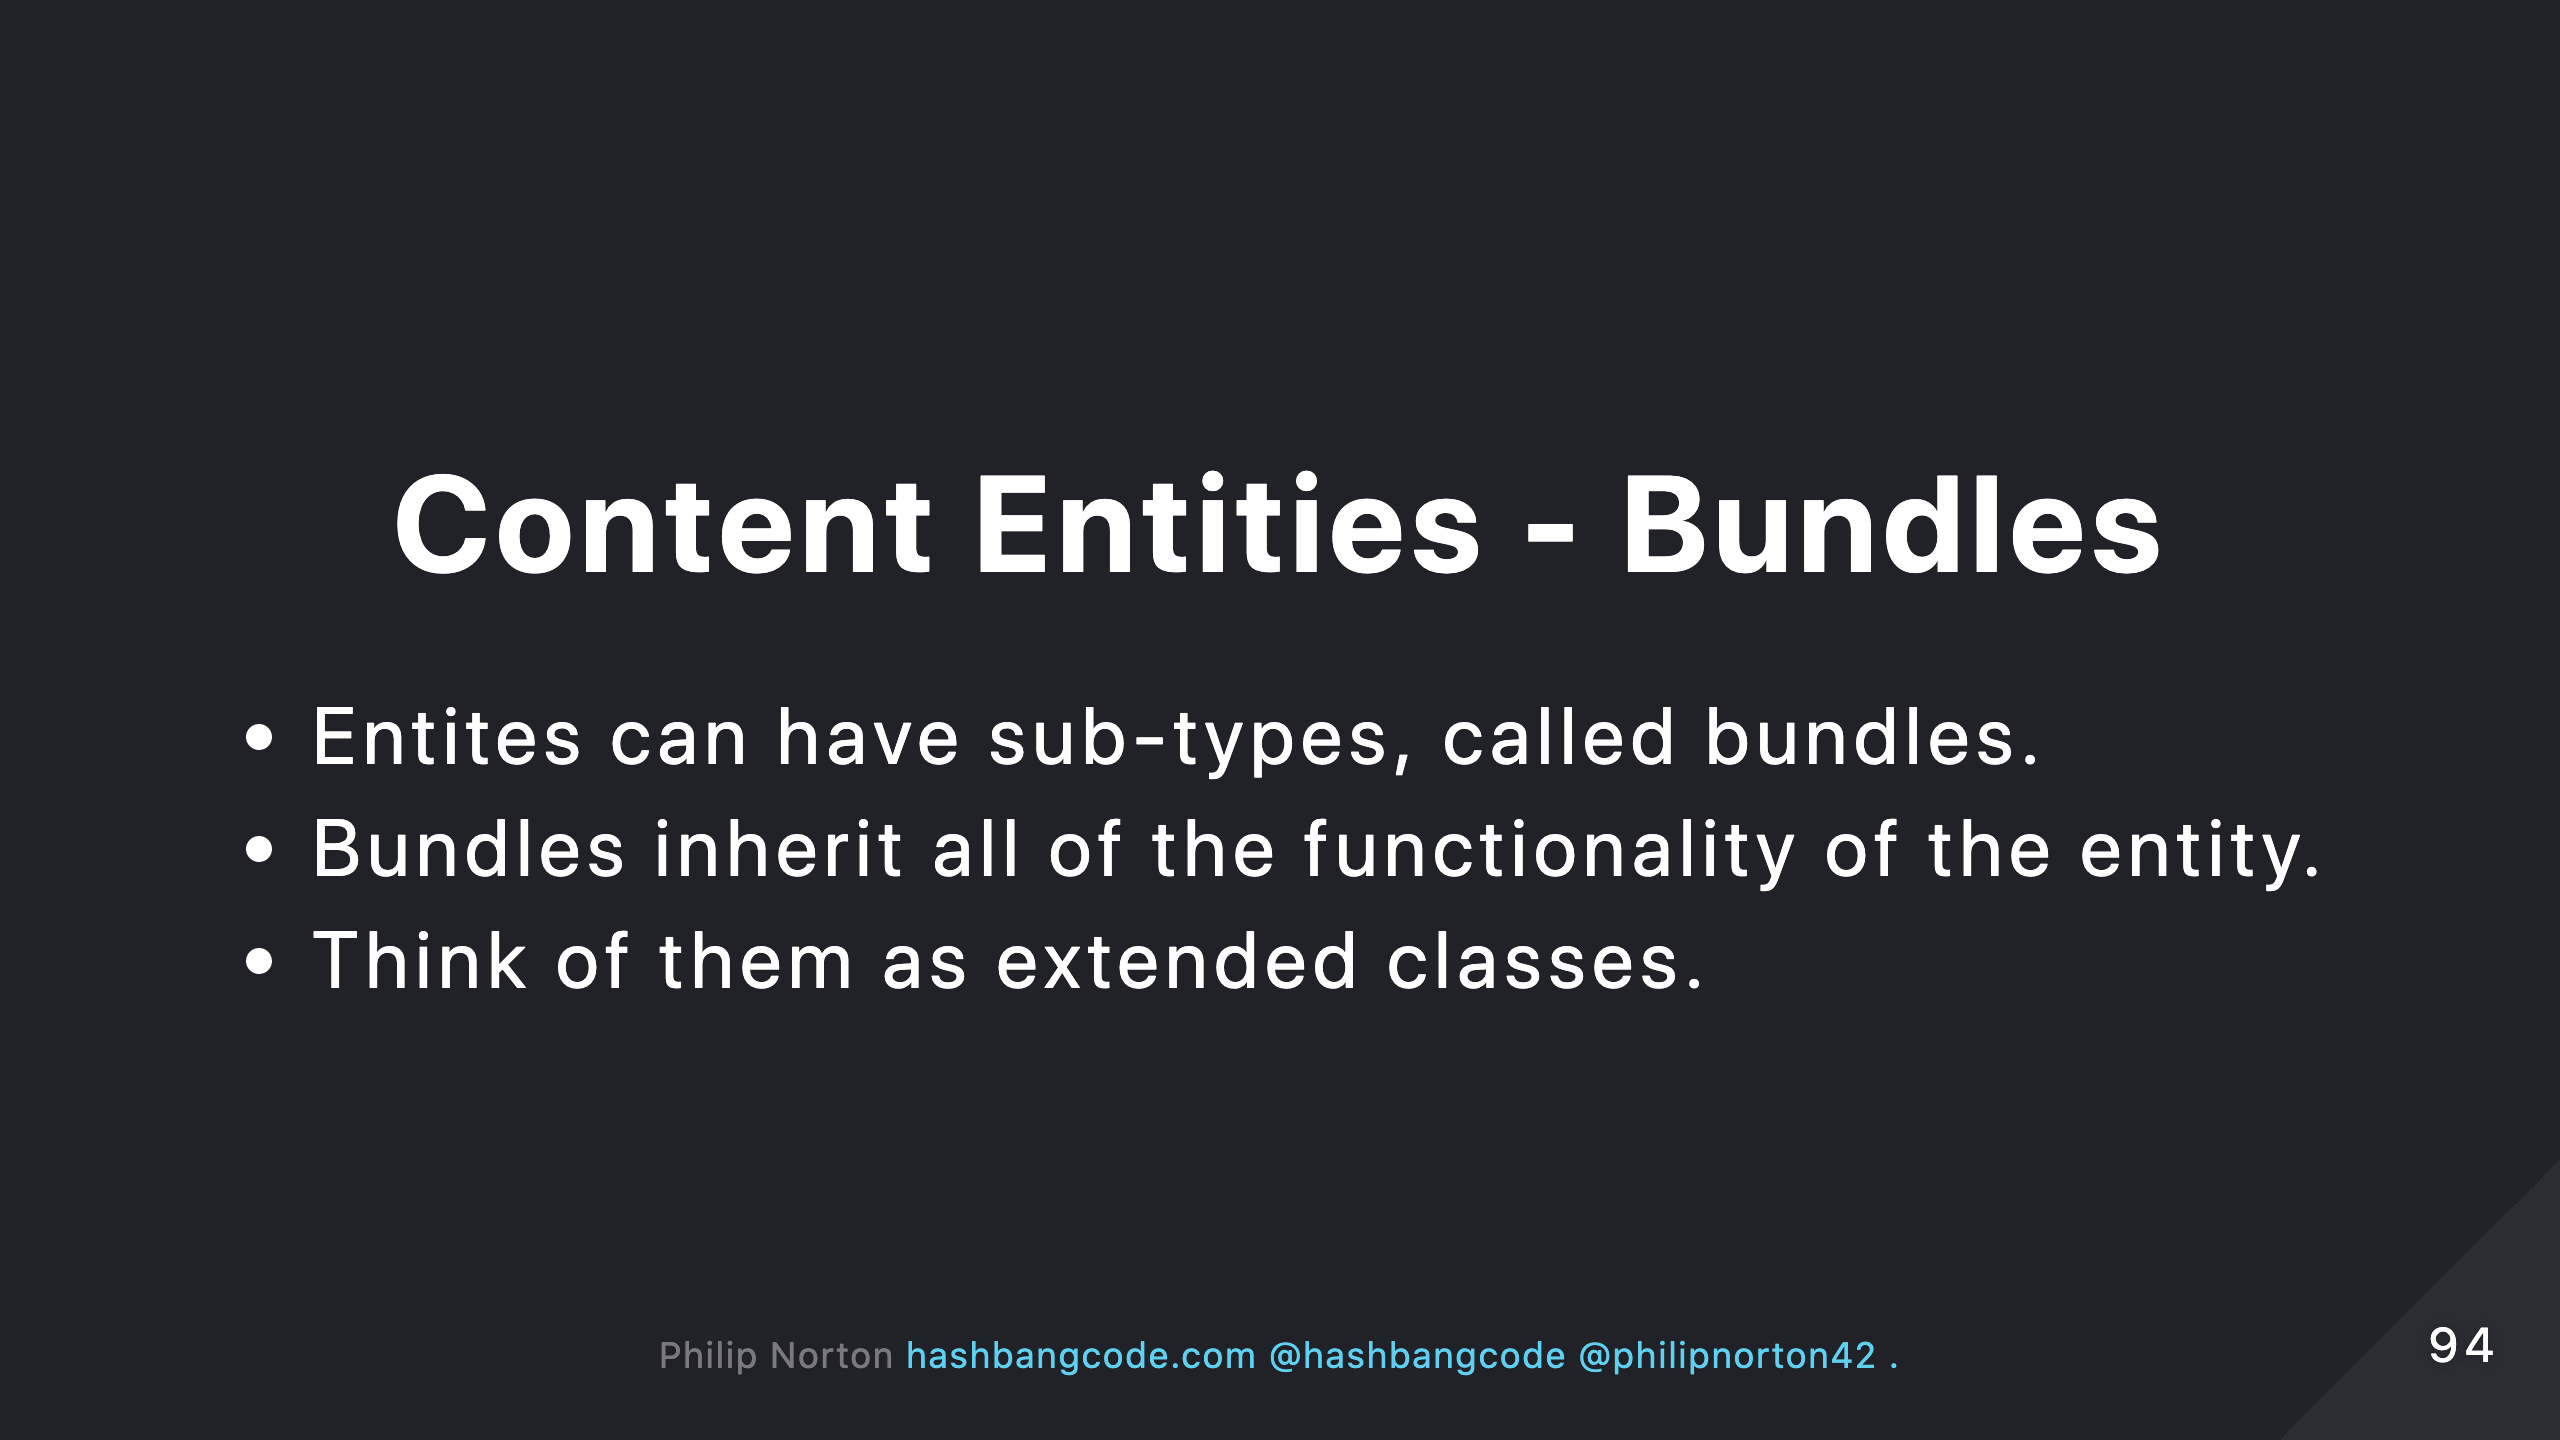 Content Entities - Bundles
• Entites can have sub-types, called bundles.
• Bundles inherit all of the functionality of the entity.
• Think of them as extended classes.
Philip Norton hashbangcode.com @hashbangcode @philipnorton42 .
94